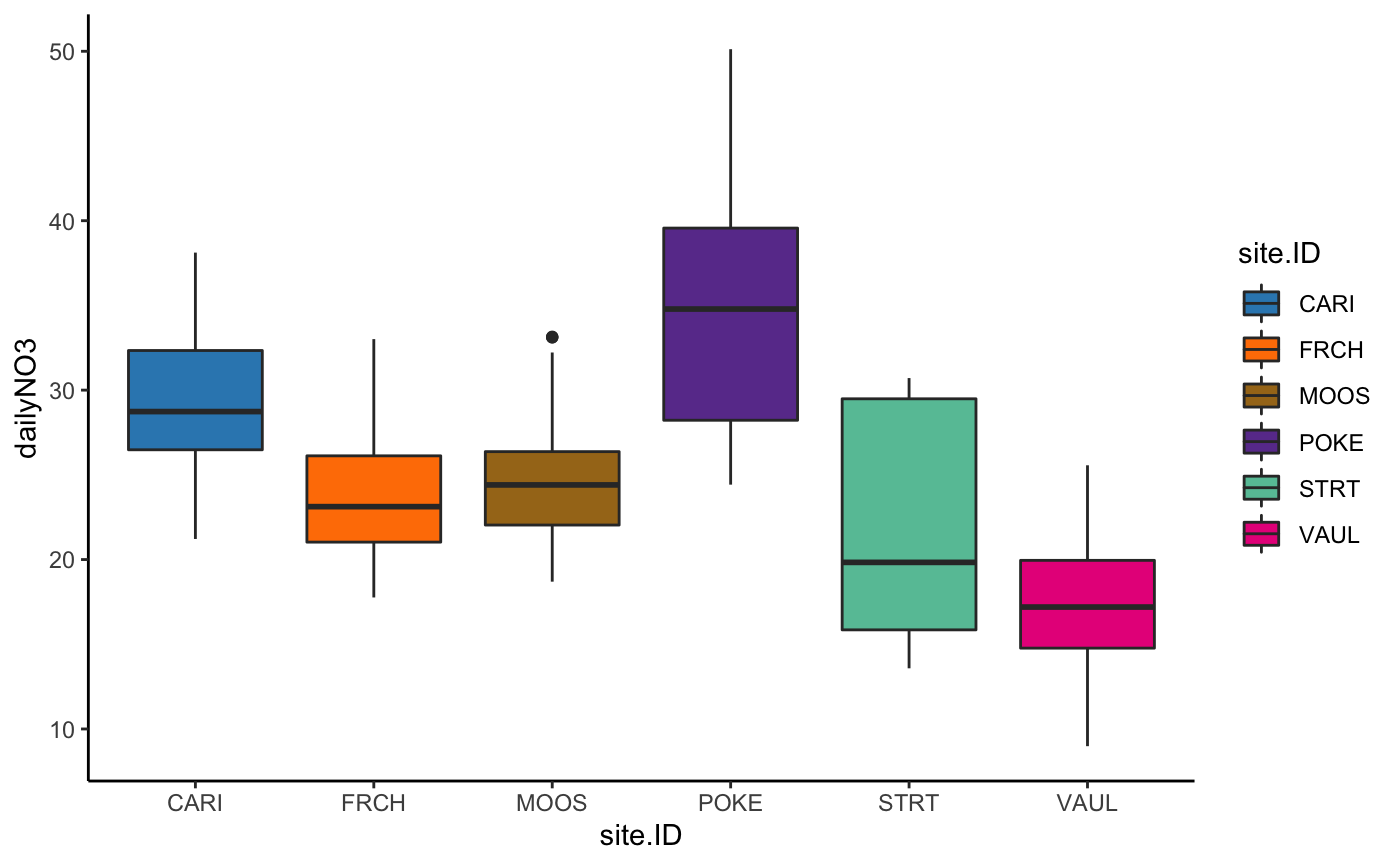 dailyNO3
50
40
30
20
10
CARI FRCH MOOS POKE STRT VAUL
site.ID
site.ID
CARI
FRCH
MOOS
POKE
STRT
VAUL